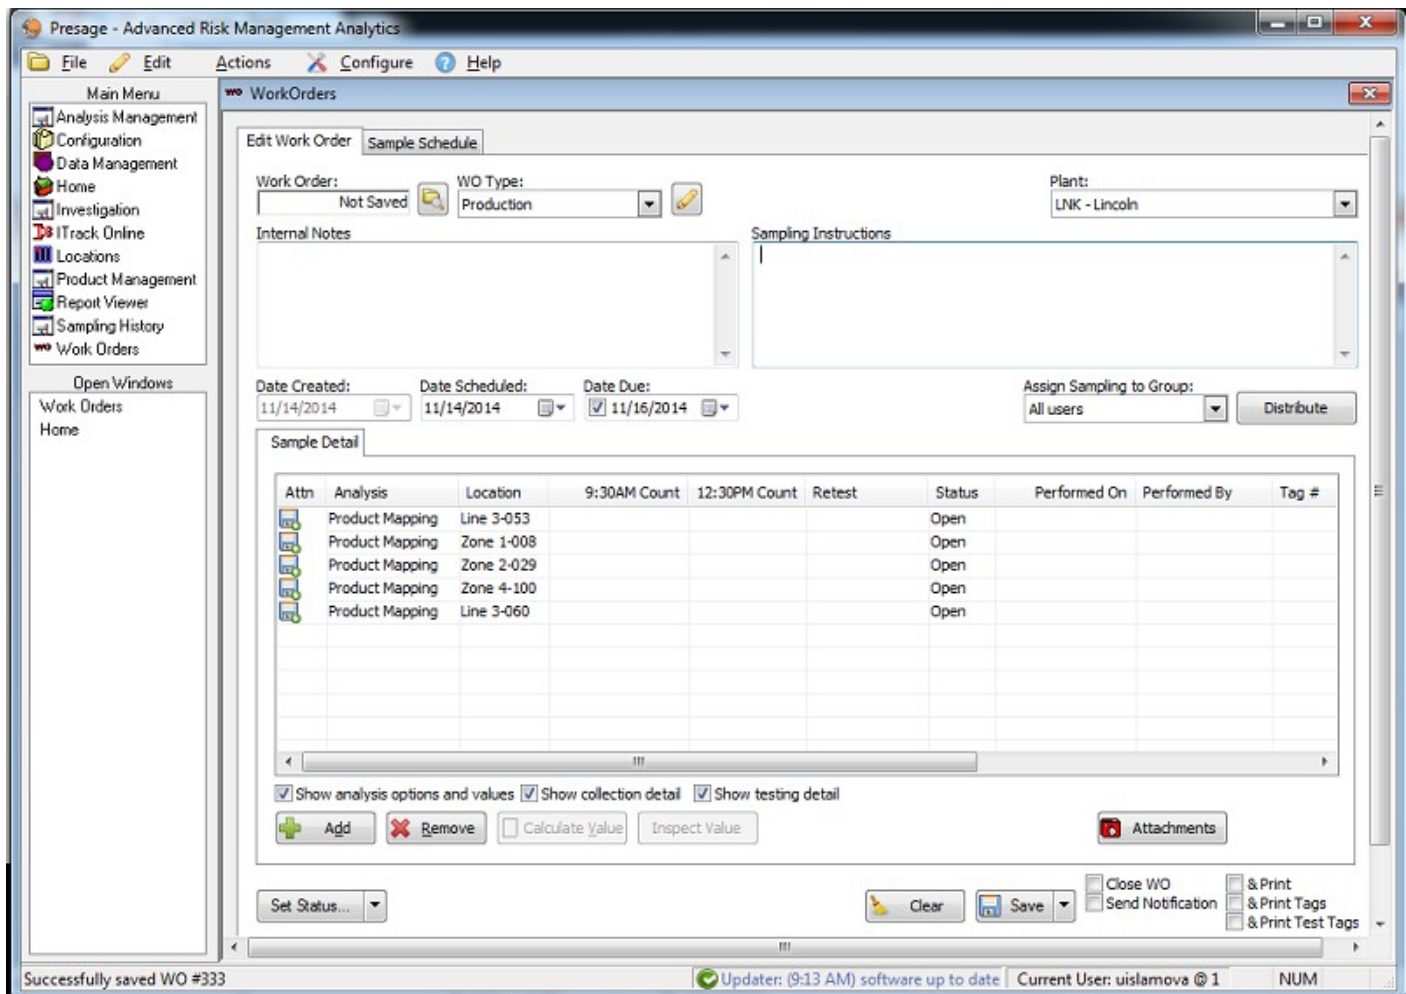 Presage - Advanced Risk Management Analytics
File Edit Actions Configure Help
Main Menu
Analysis Management
Configuration
Data Management
Home
Investigation
ITrack Online
Locations
Product Management
Report Viewer
Sampling History
Work Orders
Open Windows
Work Orders
Home
WorkOrders
Edit Work Order Sample Schedule
Work Order: WO Type: Plant:
Not Saved Production LNK - Lincoln
Internal Notes Sampling Instructions
Date Created: Date Scheduled: Date Due: Assign Sampling to Group:
11/14/2014 11/14/2014 11/16/2014 All users Distribute
Sample Detail
Attn Analysis Location 9:30AM Count 12:30PM Count Retest Status Performed On Performed By Tag #
Product Mapping Line 3-053 Open
Product Mapping Zone 1-008 Open
Product Mapping Zone 2-029 Open
Product Mapping Zone 4-100 Open
Product Mapping Line 3-060 Open
Show analysis options and values Show collection detail Show testing detail
Add Remove Calculate Value Inspect Value Attachments
Set Status... Clear Save
Close WO & Print
Send Notification & Print Tags
& Print Test Tags
Successfully saved WO #333 Updater: (9:13 AM) software up to date Current User: uislamova @ 1 NUM